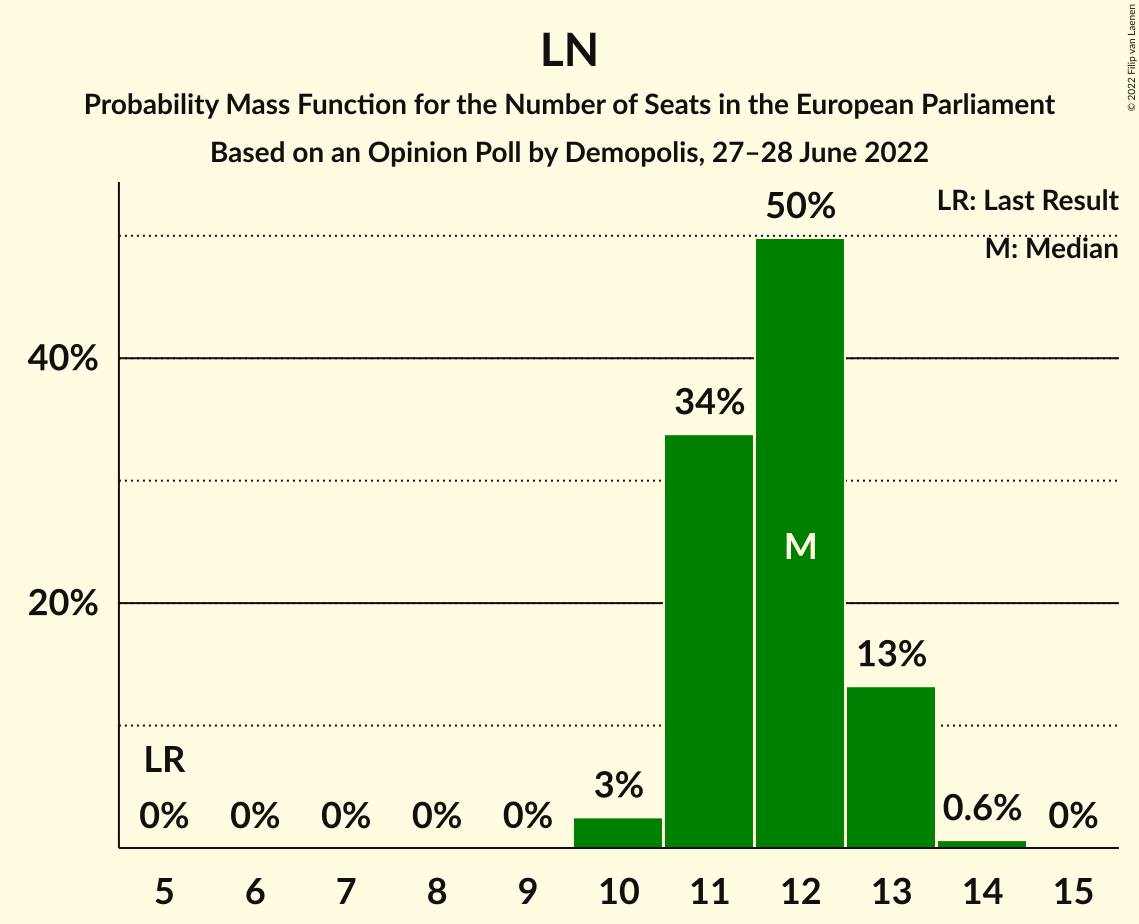 LN
Probability Mass Function for the Number of Seats in the European Parliament
Based on an Opinion Poll by Demopolis, 27–28 June 2022
© 2022 Filip van Laenen
LR: Last Result
M: Median
50%
40%
34%
M
20%
13%
LR
3%
0.6%
0% 0% 0% 0% 0% 0%
5 6 7 8 9 10 11 12 13 14 15